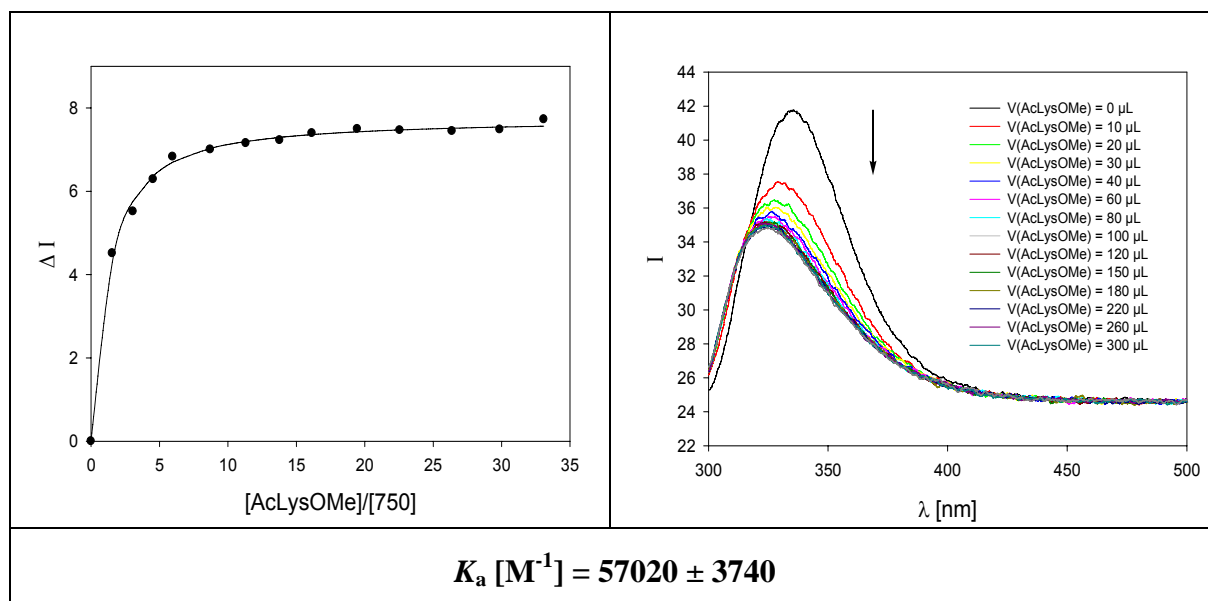 8
6
4
2
0
0 5 10 15 20 25 30 35
Δ I
[AcLysOMe]/[750]
44
42
40
38
36
34
32
30
28
26
24
22
300 350 400 450 500
I
λ [nm]
V(AcLysOMe) = 0 µL
V(AcLysOMe) = 10 µL
V(AcLysOMe) = 20 µL
V(AcLysOMe) = 30 µL
V(AcLysOMe) = 40 µL
V(AcLysOMe) = 60 µL
V(AcLysOMe) = 80 µL
V(AcLysOMe) = 100 µL
V(AcLysOMe) = 120 µL
V(AcLysOMe) = 150 µL
V(AcLysOMe) = 180 µL
V(AcLysOMe) = 220 µL
V(AcLysOMe) = 260 µL
V(AcLysOMe) = 300 µL
Kₐ [M⁻¹] = 57020 ± 3740